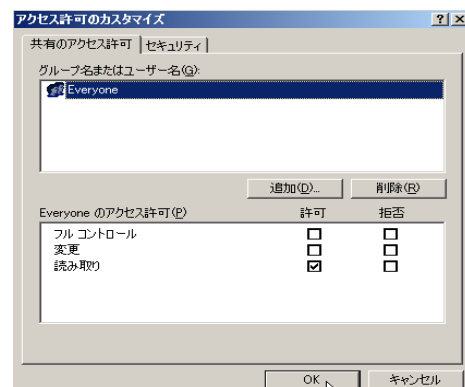 アクセス許可のカスタマイズ
共有のアクセス許可 セキュリティ
グループ名またはユーザー名(G):
Everyone
追加(D)... 削除(R)
Everyone のアクセス許可(P) 許可 拒否
フル コントロール
変更
読み取り
OK キャンセル